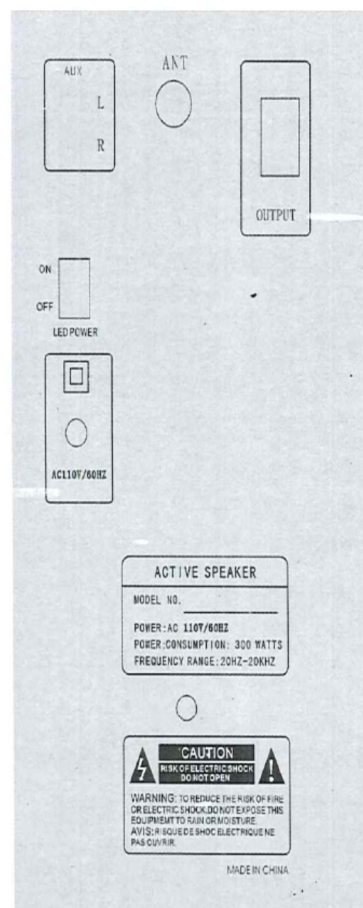 AUX
L
R
ANT
OUTPUT
ON
OFF
LED POWER
AC110V/60HZ
ACTIVE SPEAKER
MODEL NO.
POWER:AC 110V/60HZ
POWER:CONSUMPTION: 300 WATTS
FREQUENCY RANGE:20HZ-20KHZ
CAUTION
RISK OF ELECTRIC SHOCK
DO NOT OPEN
WARNING: TO REDUCE THE RISK OF FIRE
OR ELECTRIC SHOCK,DO NOT EXPOSE THIS
EQUIPMEMT TO RAIN OR MOISTURE.
AVIS: RISQUE DE SHOC ELECTRIQUE NE
PAS OUVRIR.
MADE IN CHINA